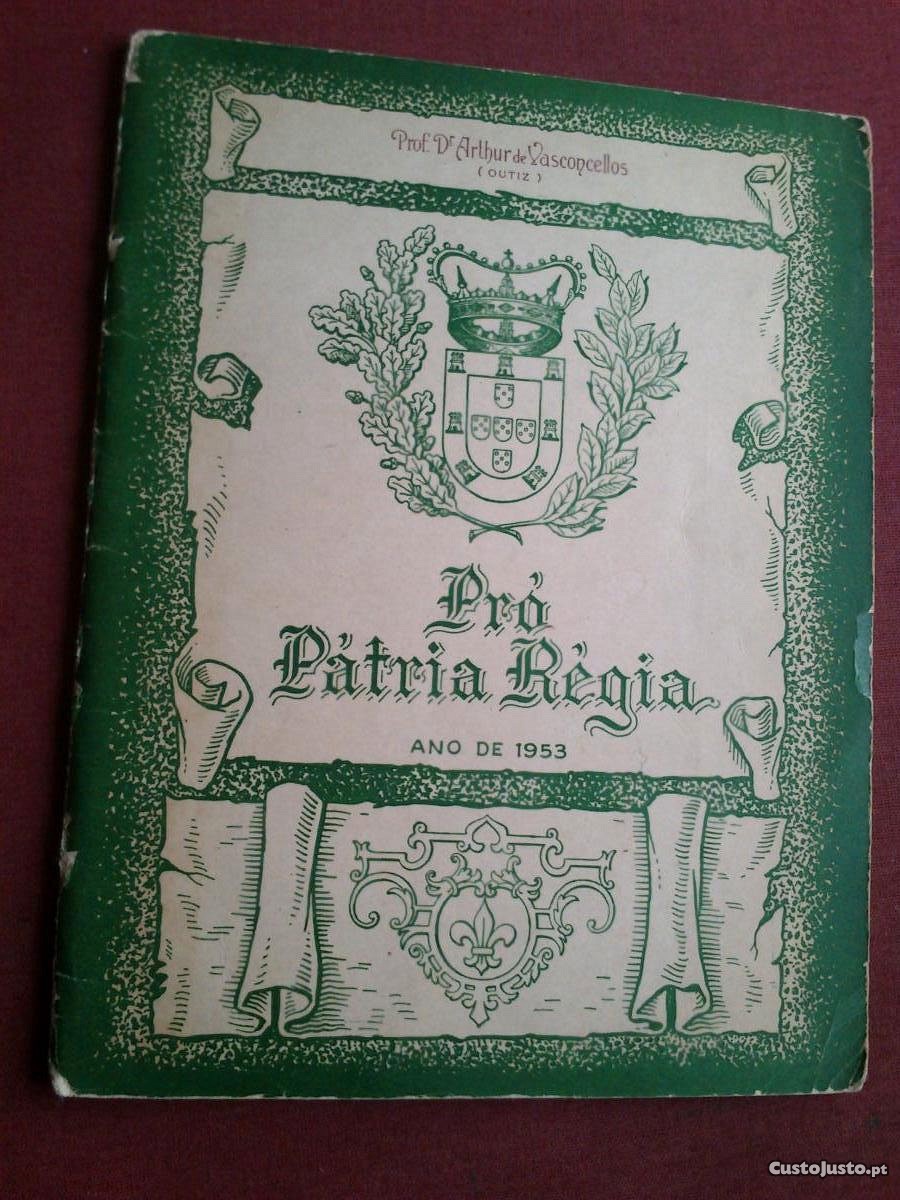 Prof. Dr Arthur de Vasconcellos
(OUTIZ)
Pró
Pátria Régia
ANO DE 1953
CustoJusto.pt